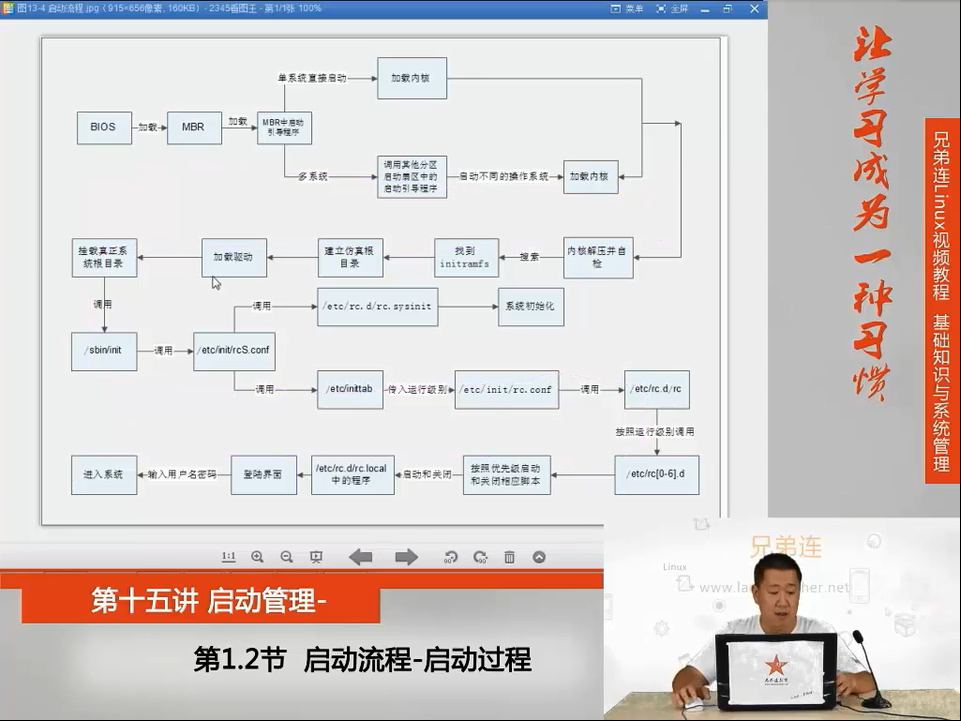 图13-4 启动流程.jpg (915×656像素, 160KB) - 2345看图王 - 第1/1张 100%
菜单 全屏
单系统直接启动
加载内核
BIOS
加载
MBR
加载
MBR中启动
引导程序
多系统
调用其他分区
启动扇区中的
启动引导程序
启动不同的操作系统
加载内核
挂载真正系
统根目录
加载驱动
建立仿真根
目录
找到
initramfs
搜索
内核解压并自
检
调用
调用
/etc/rc.d/rc.sysinit
系统初始化
/sbin/init
调用
/etc/init/rcS.conf
调用
/etc/inittab
传入运行级别
/etc/init/rc.conf
调用
/etc/rc.d/rc
按照运行级别调用
进入系统
输入用户名密码
登陆界面
/etc/rc.d/rc.local
中的程序
启动和关闭
按照优先级启动
和关闭相应脚本
/etc/rc[0-6].d
1:1
让学习成为一种习惯
兄弟连Linux视频教程 基础知识与系统管理
第十五讲 启动管理-
第1.2节 启动流程-启动过程
兄弟连
Linux